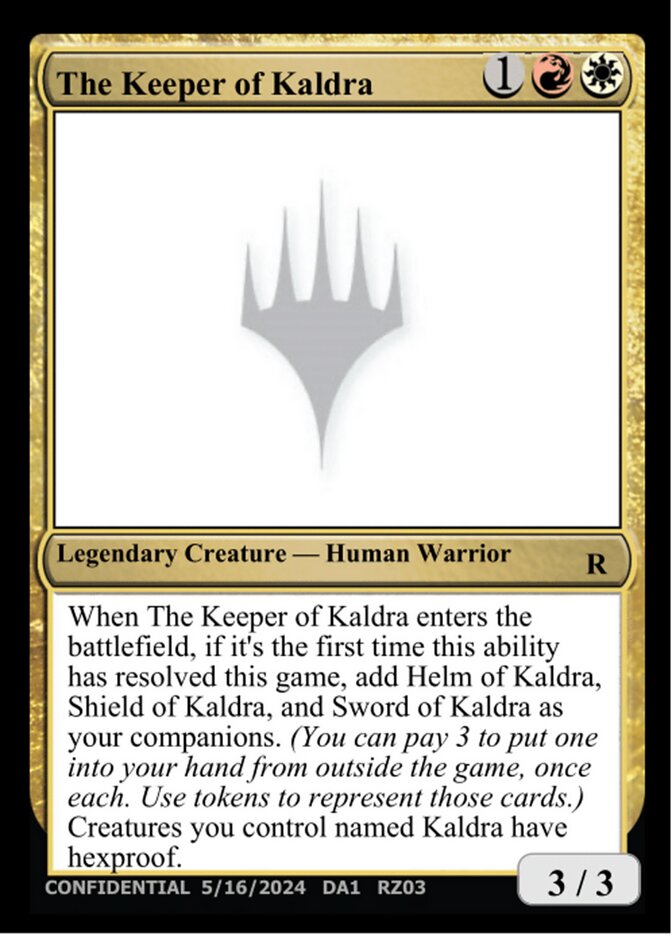 The Keeper of Kaldra 1
Legendary Creature — Human Warrior R
When The Keeper of Kaldra enters the
battlefield, if it's the first time this ability
has resolved this game, add Helm of Kaldra,
Shield of Kaldra, and Sword of Kaldra as
your companions. (You can pay 3 to put one
into your hand from outside the game, once
each. Use tokens to represent those cards.)
Creatures you control named Kaldra have
hexproof.
CONFIDENTIAL 5/16/2024 DA1 RZ03
3 / 3